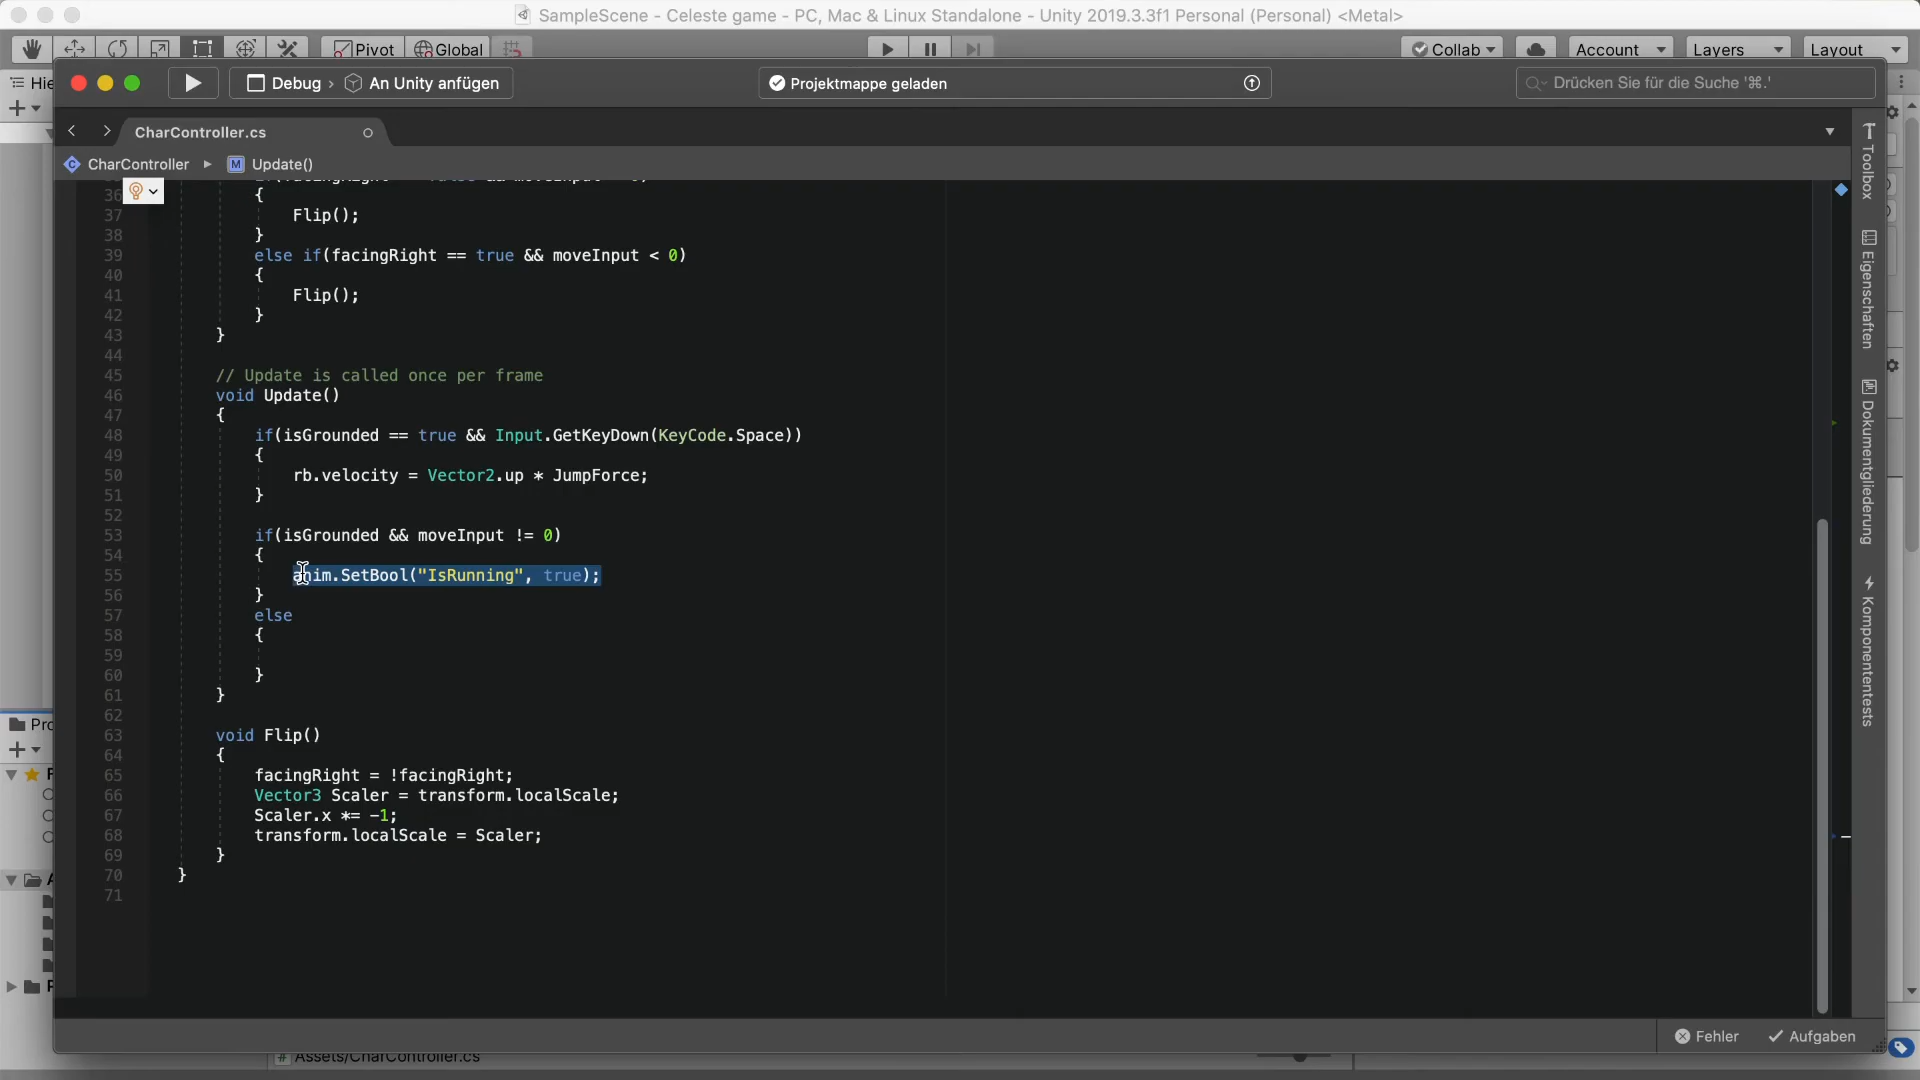 SampleScene - Celeste game - PC, Mac & Linux Standalone - Unity 2019.3.3f1 Personal (Personal) <Metal>
Pivot Global Collab Account Layers Layout
Hie
Debug › An Unity anfügen Projektmappe geladen Drücken Sie für die Suche '⌘.'
CharController.cs
CharController ▸ M Update()
36 {
37 Flip();
38 }
39 else if(facingRight == true && moveInput < 0)
40 {
41 Flip();
42 }
43 }
44
45 // Update is called once per frame
46 void Update()
47 {
48 if(isGrounded == true && Input.GetKeyDown(KeyCode.Space))
49 {
50 rb.velocity = Vector2.up * JumpForce;
51 }
52
53 if(isGrounded && moveInput != 0)
54 {
55 anim.SetBool("IsRunning", true);
56 }
57 else
58 {
59
60 }
61 }
62
63 void Flip()
64 {
65 facingRight = !facingRight;
66 Vector3 Scaler = transform.localScale;
67 Scaler.x *= -1;
68 transform.localScale = Scaler;
69 }
70 }
71
Toolbox
Eigenschaften
Dokumentgliederung
Komponententests
Pro
Fehler Aufgaben
Assets/CharController.cs